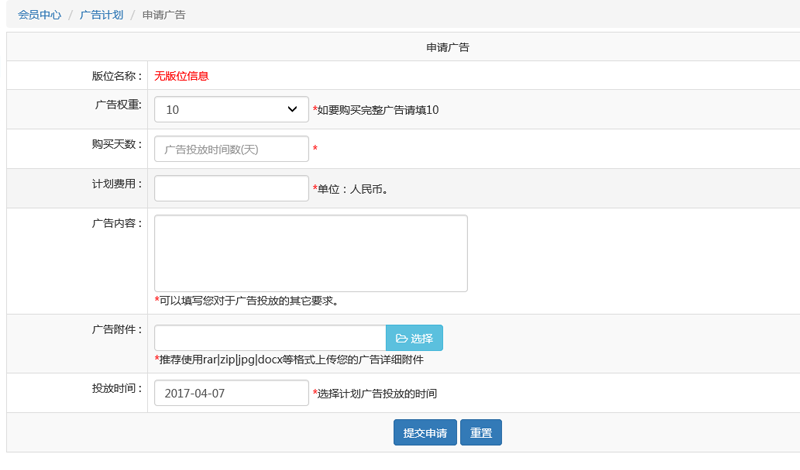 会员中心 / 广告计划 / 申请广告
申请广告
版位名称： 无版位信息
广告权重: 10 *如要购买完整广告请填10
购买天数： 广告投放时间数(天) *
计划费用： *单位：人民币。
广告内容：
*可以填写您对于广告投放的其它要求。
广告附件： 选择
*推荐使用rar|zip|jpg|docx等格式上传您的广告详细附件
投放时间： 2017-04-07 *选择计划广告投放的时间
提交申请 重置